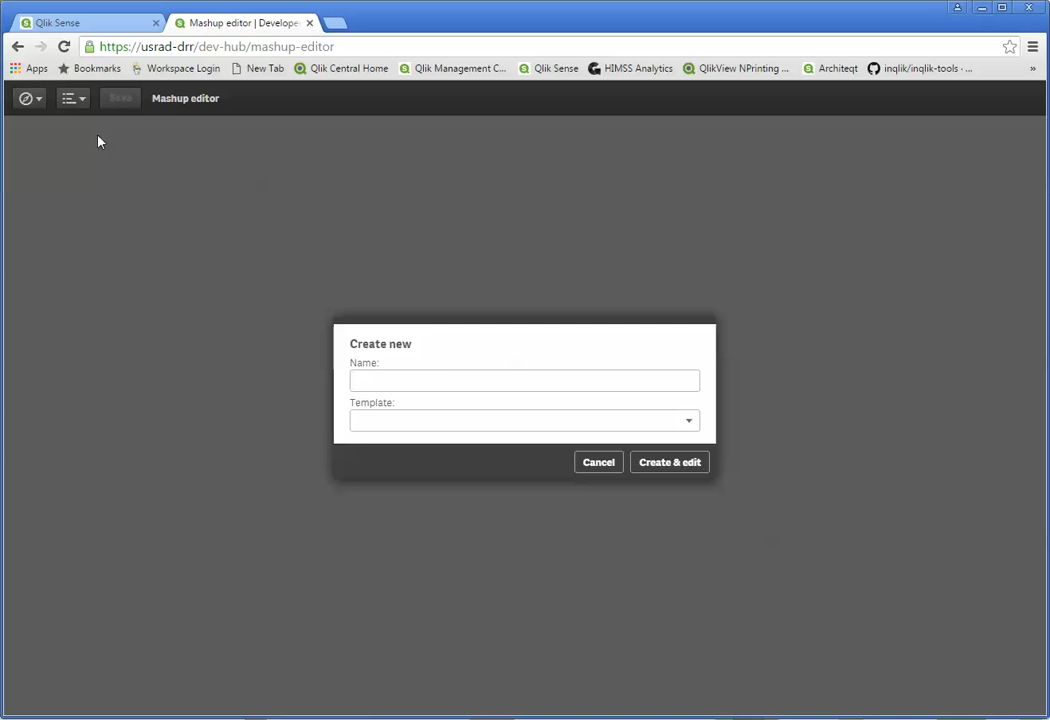 Qlik Sense
Mashup editor | Develope
https://usrad-drr/dev-hub/mashup-editor
Apps Bookmarks Workspace Login New Tab Qlik Central Home Qlik Management C... Qlik Sense HIMSS Analytics QlikView NPrinting ... Architeqt inqlik/inqlik-tools · ... »
Save Mashup editor
Create new
Name:
Template:
Cancel Create & edit